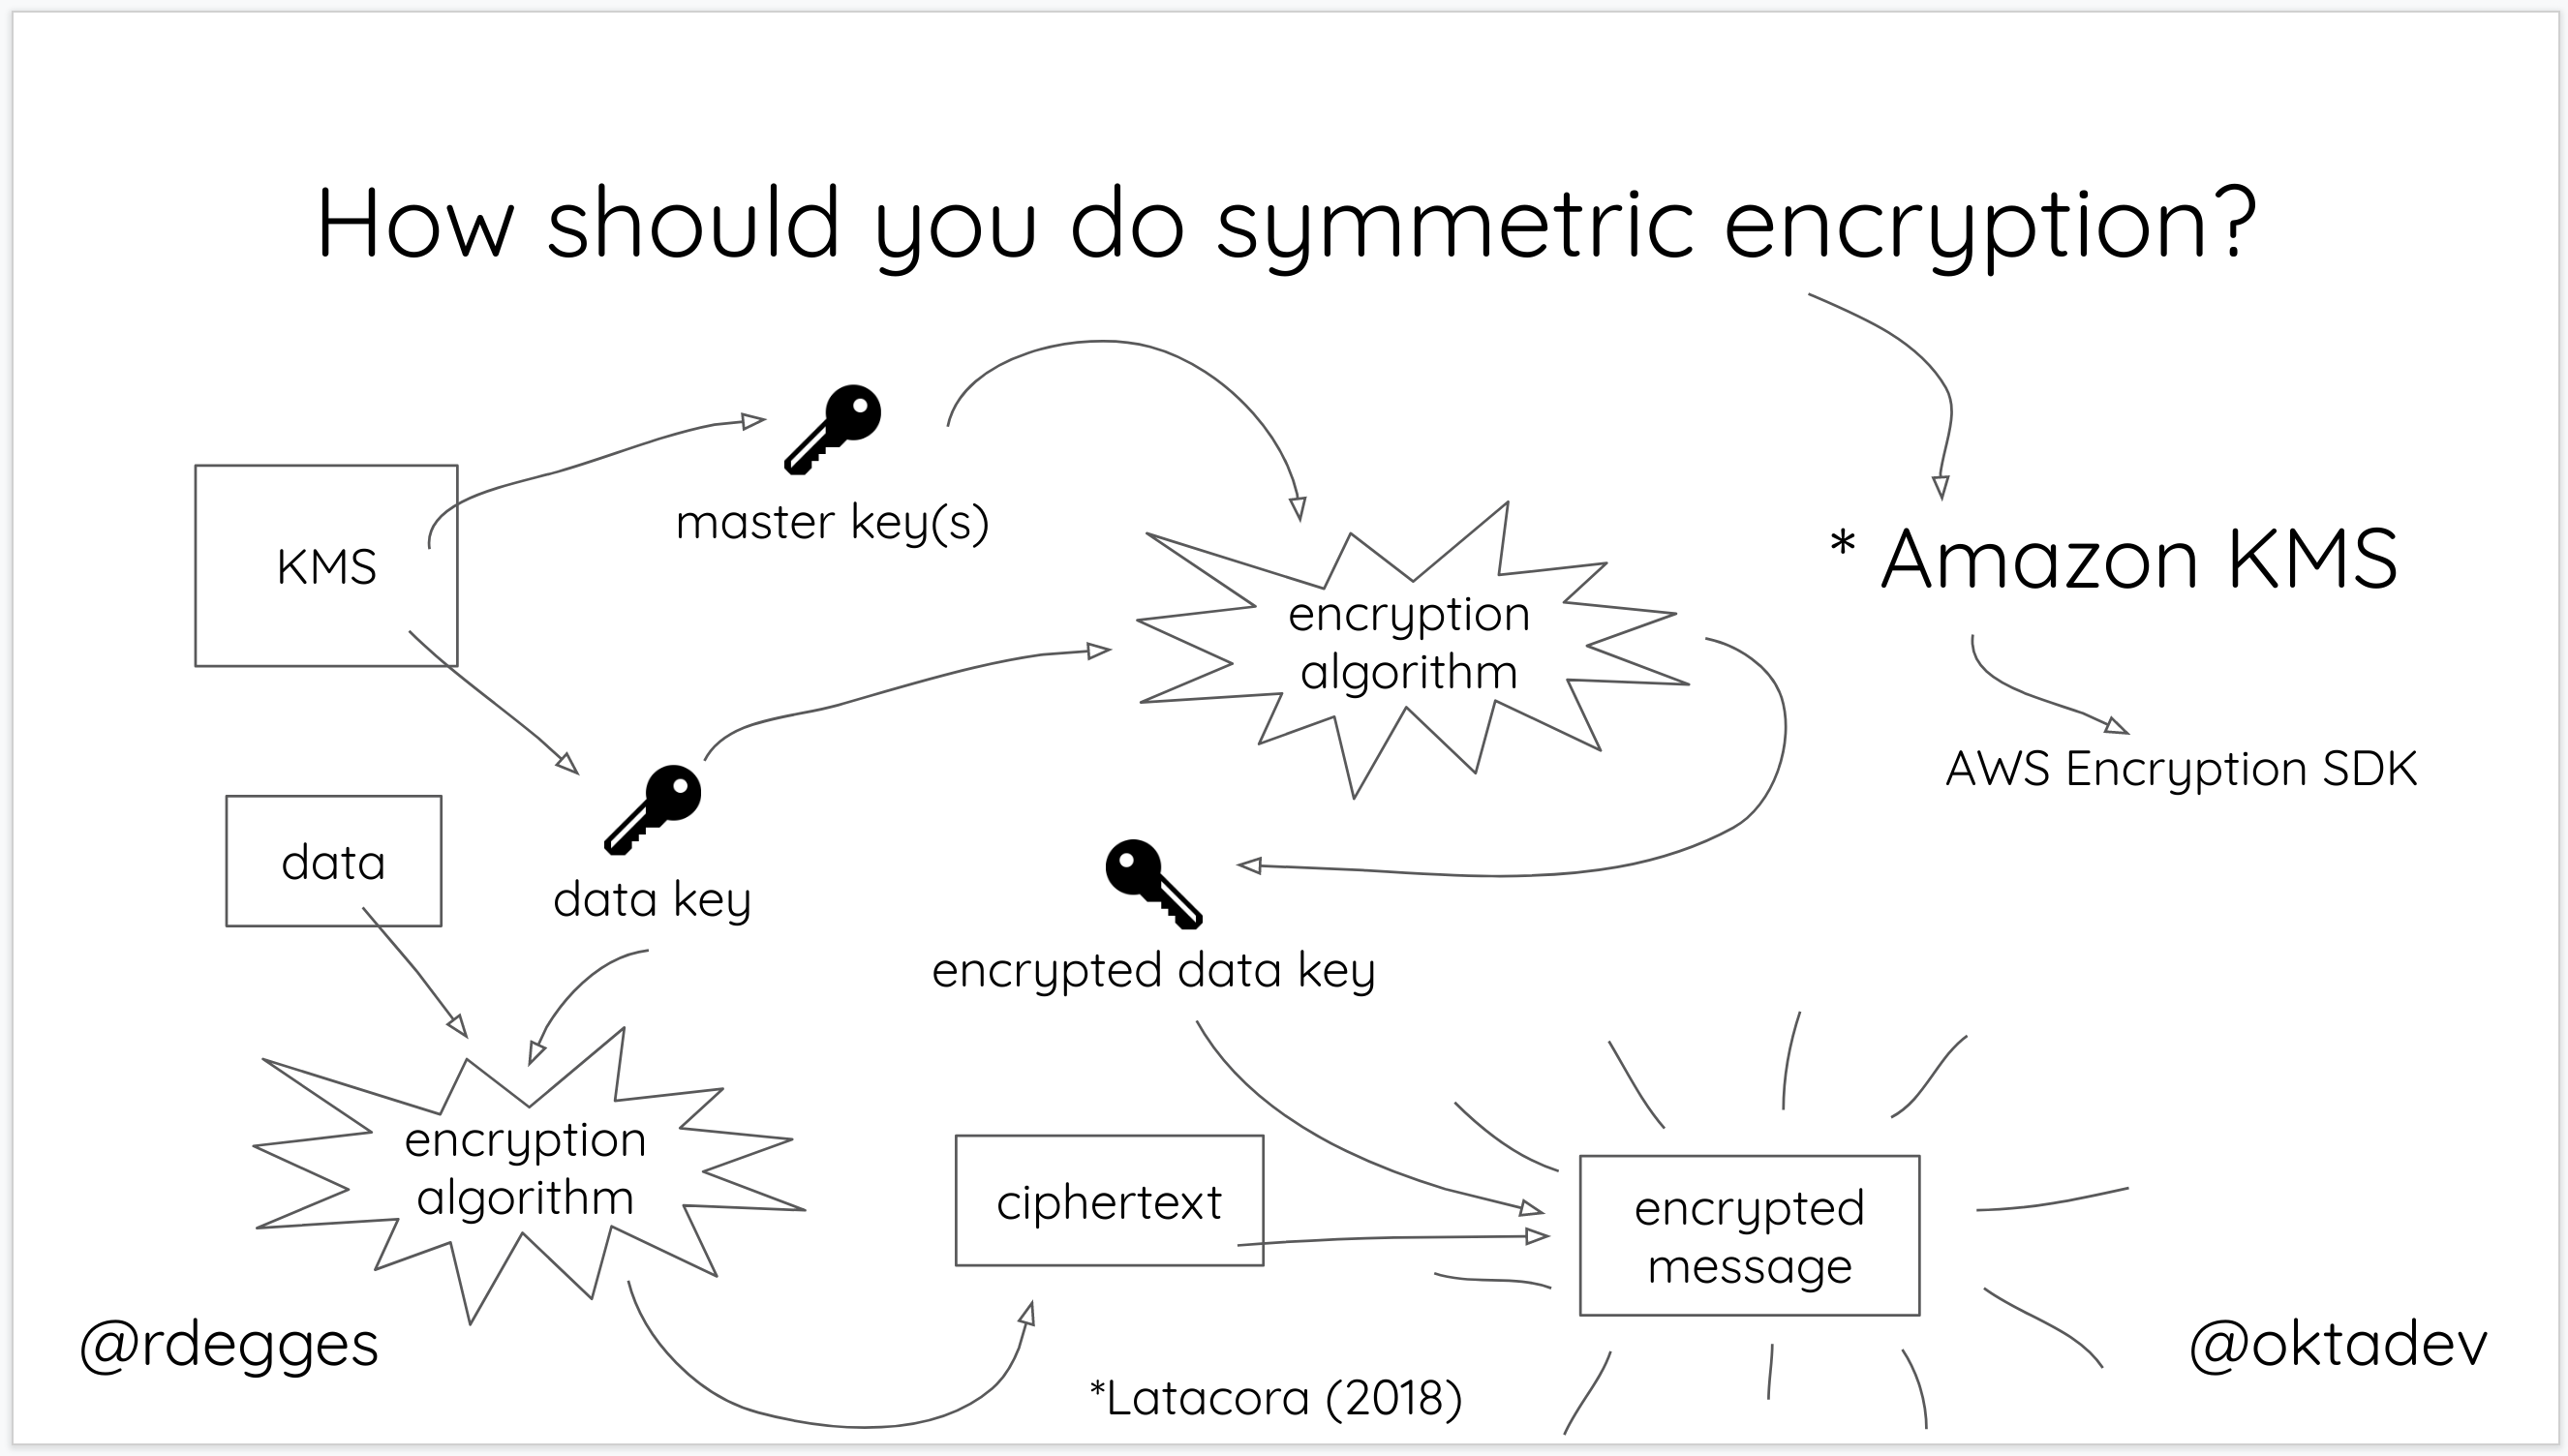 How should you do symmetric encryption?
master key(s)
KMS
encryption
algorithm
* Amazon KMS
AWS Encryption SDK
data
data key
encrypted data key
encryption
algorithm
ciphertext
encrypted
message
@rdegges
*Latacora (2018)
@oktadev